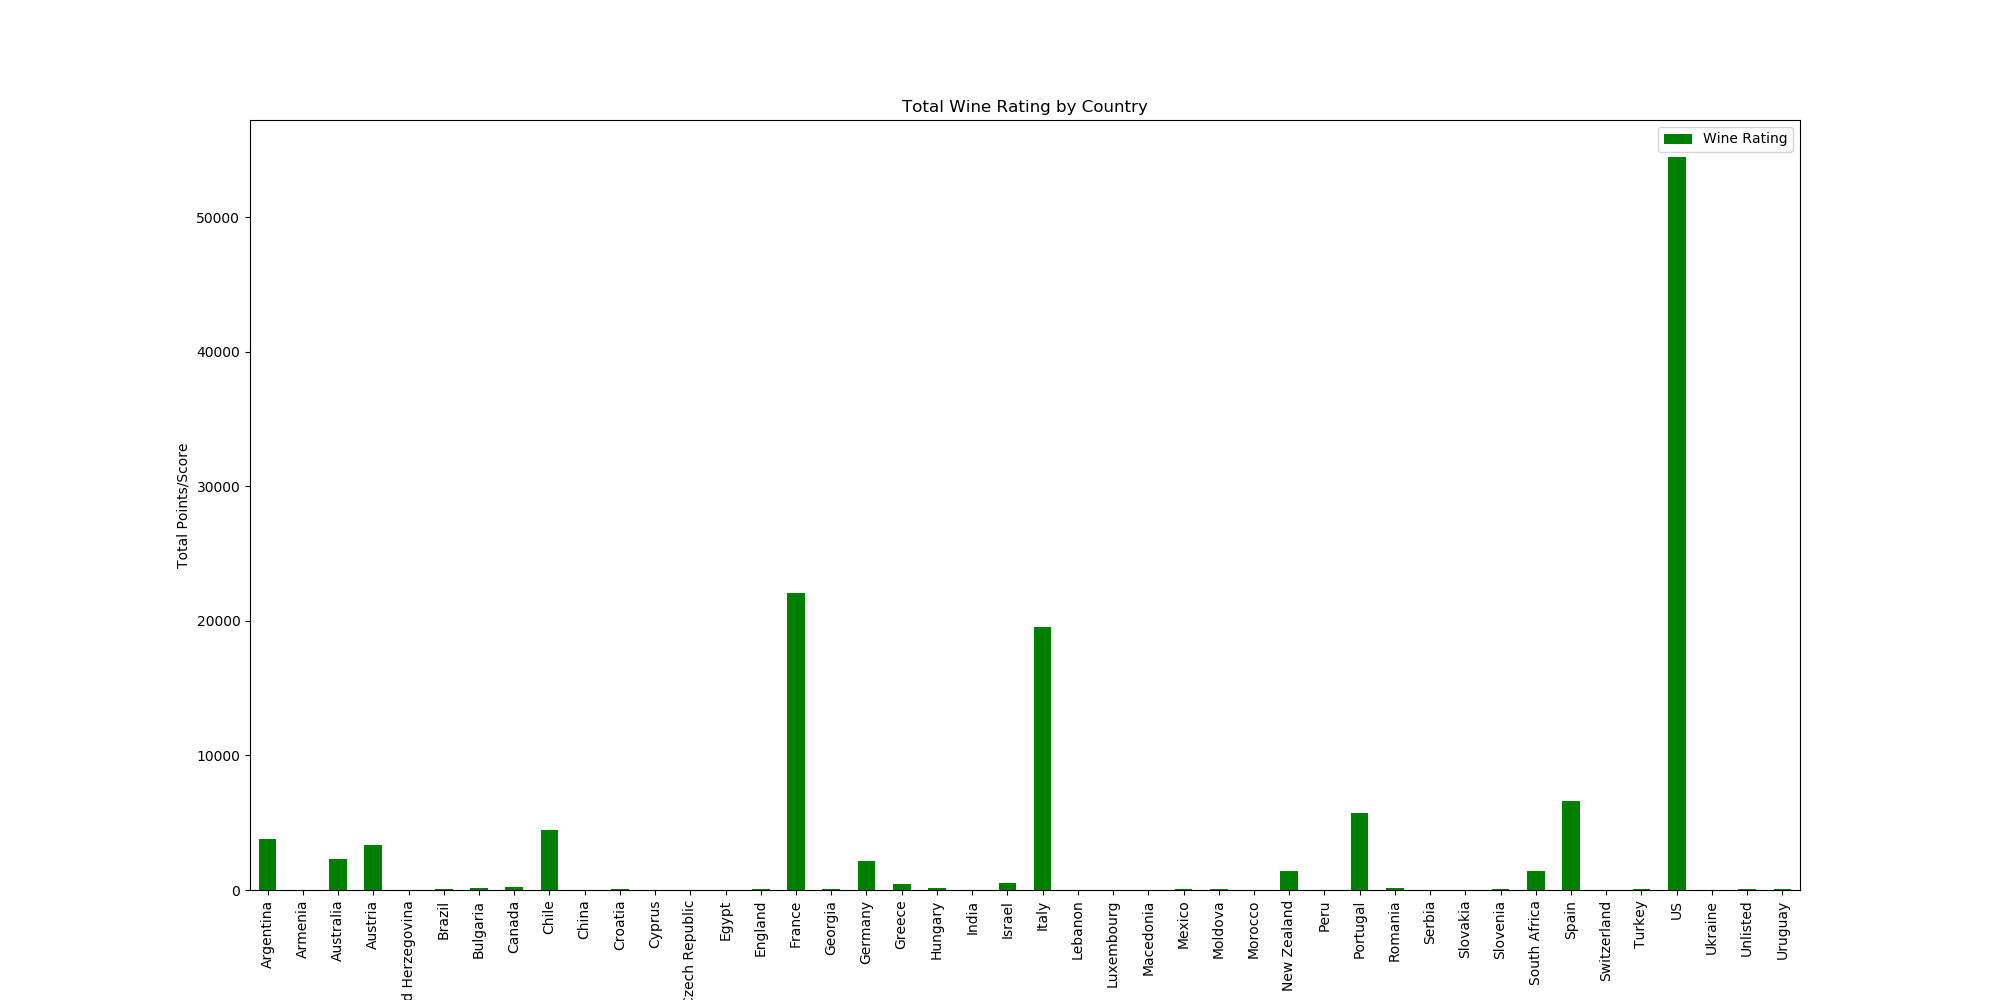 Total Wine Rating by Country
Wine Rating
Total Points/Score
50000
40000
30000
20000
10000
0
Argentina
Armenia
Australia
Austria
d Herzegovina
Brazil
Bulgaria
Canada
Chile
China
Croatia
Cyprus
Czech Republic
Egypt
England
France
Georgia
Germany
Greece
Hungary
India
Israel
Italy
Lebanon
Luxembourg
Macedonia
Mexico
Moldova
Morocco
New Zealand
Peru
Portugal
Romania
Serbia
Slovakia
Slovenia
South Africa
Spain
Switzerland
Turkey
US
Ukraine
Unlisted
Uruguay